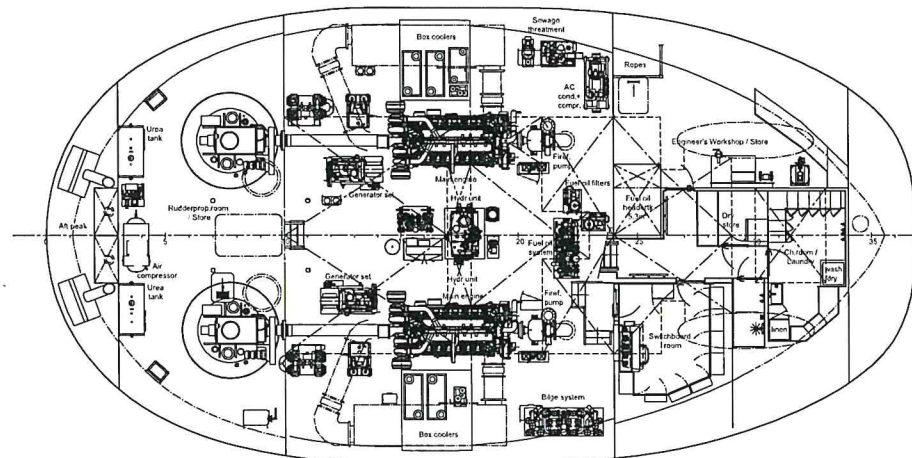 Sewage
threatment
Box coolers
Ropes
AC
cond.+
compr.
Urea
tank
Engineer's Workshop / Store
Firef.
pump
Main engine
Fuel oil filters
Generator set
Hydr unit
Rudderprop.room
/ Store
Fuel oil
Dry
store
Aft peak
0
5
20
25
35
Fuel oil
system
Ch.room /
Laundry
Air
compressor
wash
/dry
Generator set
Hydr unit
Main engine
Firef.
pump
Urea
tank
Switchboard
room
linen
Bilge system
Box coolers